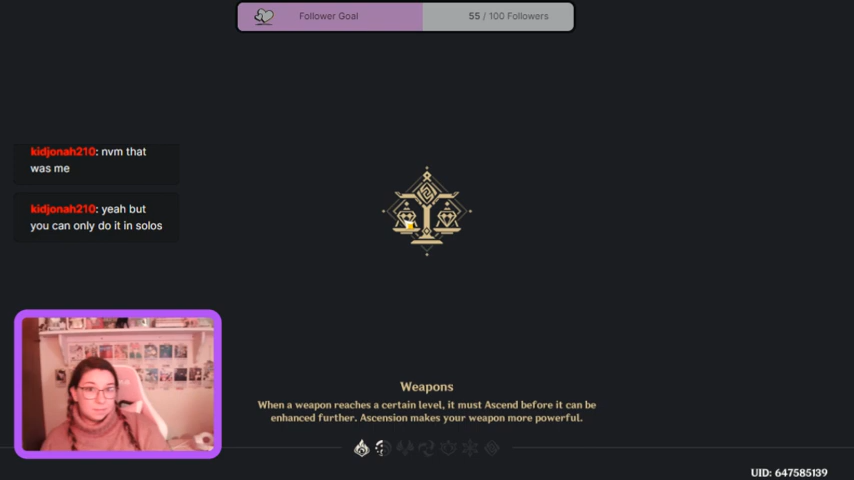 Follower Goal
55 / 100 Followers
kidjonah210: nvm that
was me
kidjonah210: yeah but
you can only do it in solos
Weapons
When a weapon reaches a certain level, it must Ascend before it can be
enhanced further. Ascension makes your weapon more powerful.
UID: 647585139